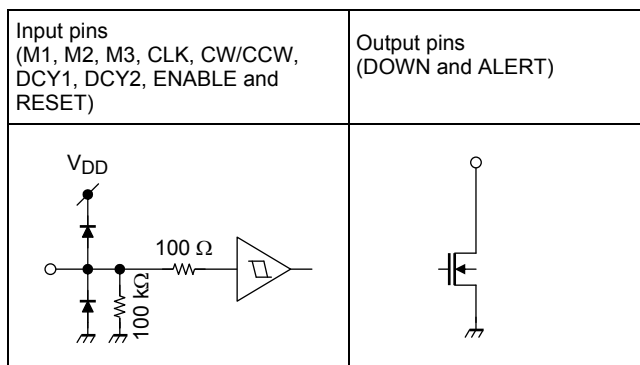 Input pins
(M1, M2, M3, CLK, CW/CCW,
DCY1, DCY2, ENABLE and
RESET)
Output pins
(DOWN and ALERT)
VDD
100 Ω
100 kΩ